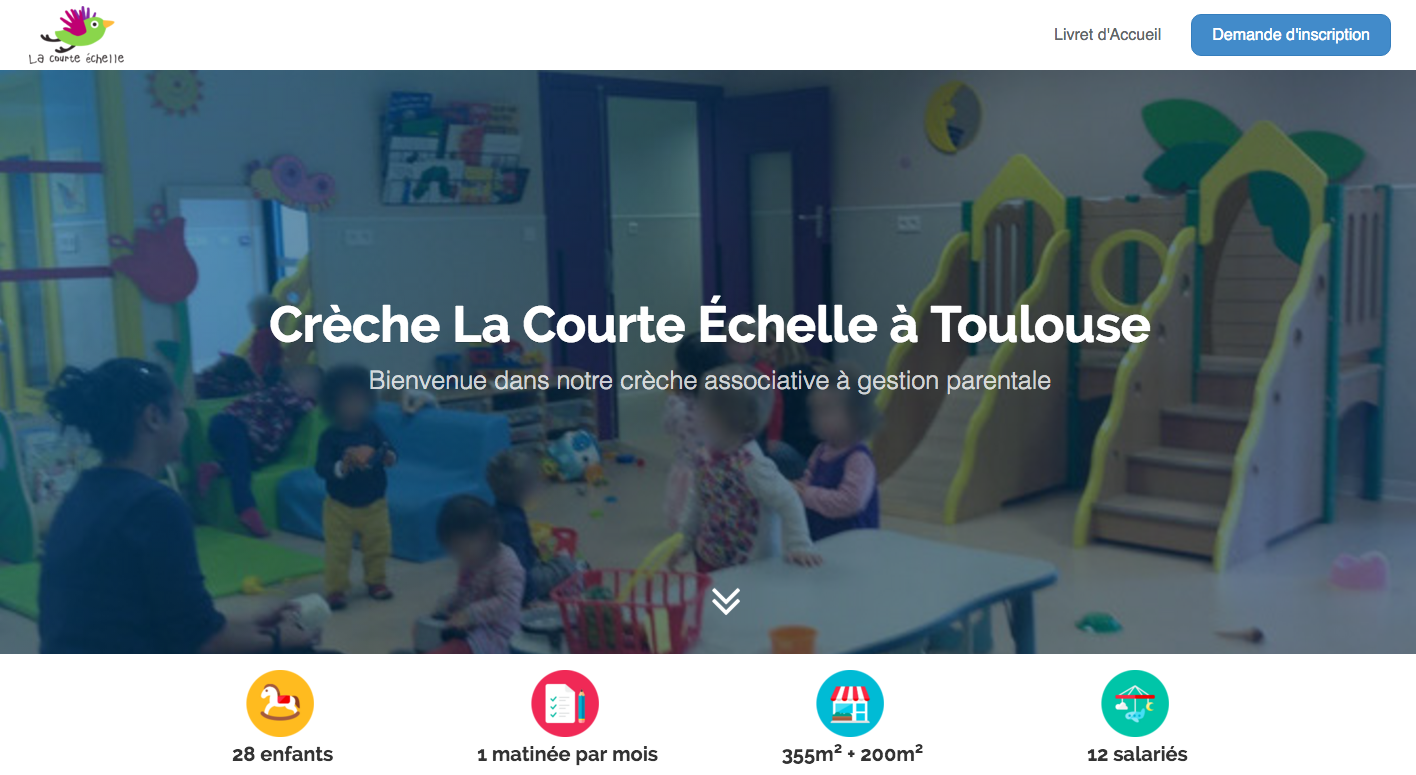 La courte échelle
Livret d'Accueil
Demande d'inscription
Crèche La Courte Échelle à Toulouse
Bienvenue dans notre crèche associative à gestion parentale
28 enfants
1 matinée par mois
355m² + 200m²
12 salariés